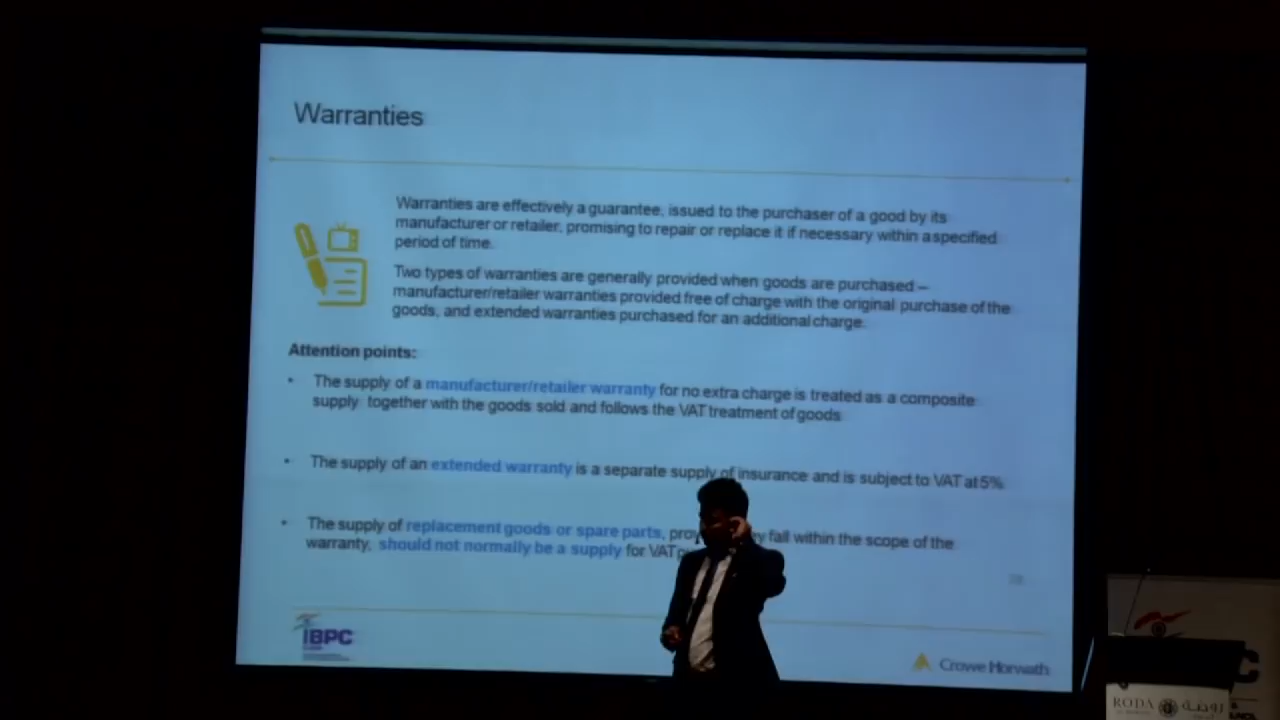 Warranties
Warranties are effectively a guarantee, issued to the purchaser of a good by its
manufacturer or retailer, promising to repair or replace it if necessary within a specified
period of time.
Two types of warranties are generally provided when goods are purchased –
manufacturer/retailer warranties provided free of charge with the original purchase of the
goods, and extended warranties purchased for an additional charge.
Attention points:
• The supply of a manufacturer/retailer warranty for no extra charge is treated as a composite
supply together with the goods sold and follows the VAT treatment of goods
• The supply of an extended warranty is a separate supply of insurance and is subject to VAT at 5%
• The supply of replacement goods or spare parts, fall within the scope of the
warranty, should not normally be a supply for VAT
IBPC
Crowe Horwath
RODA
روضة